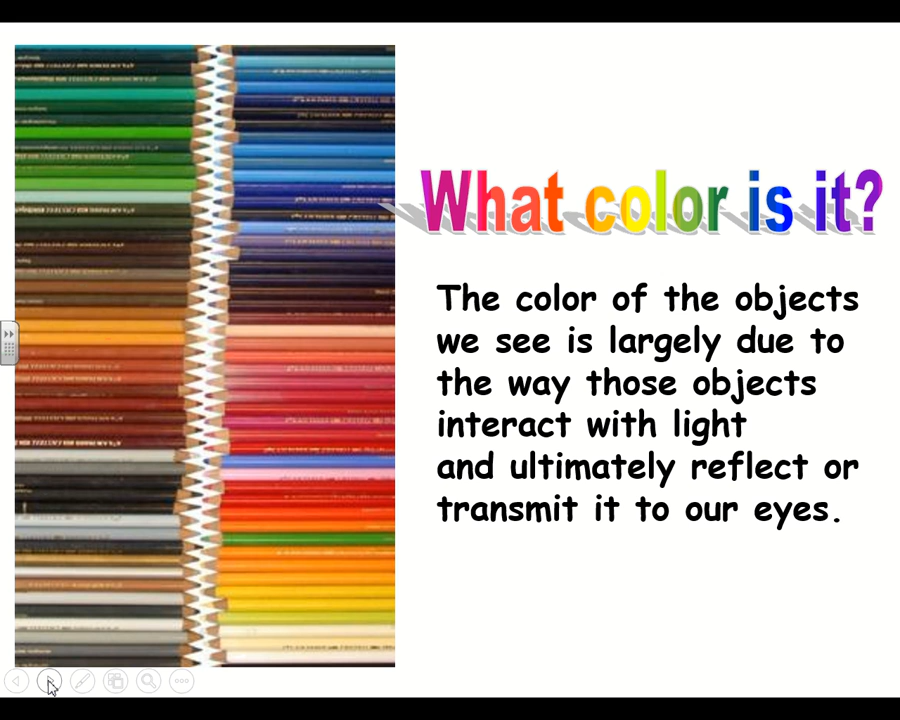 What color is it?
The color of the objects
we see is largely due to
the way those objects
interact with light
and ultimately reflect or
transmit it to our eyes.